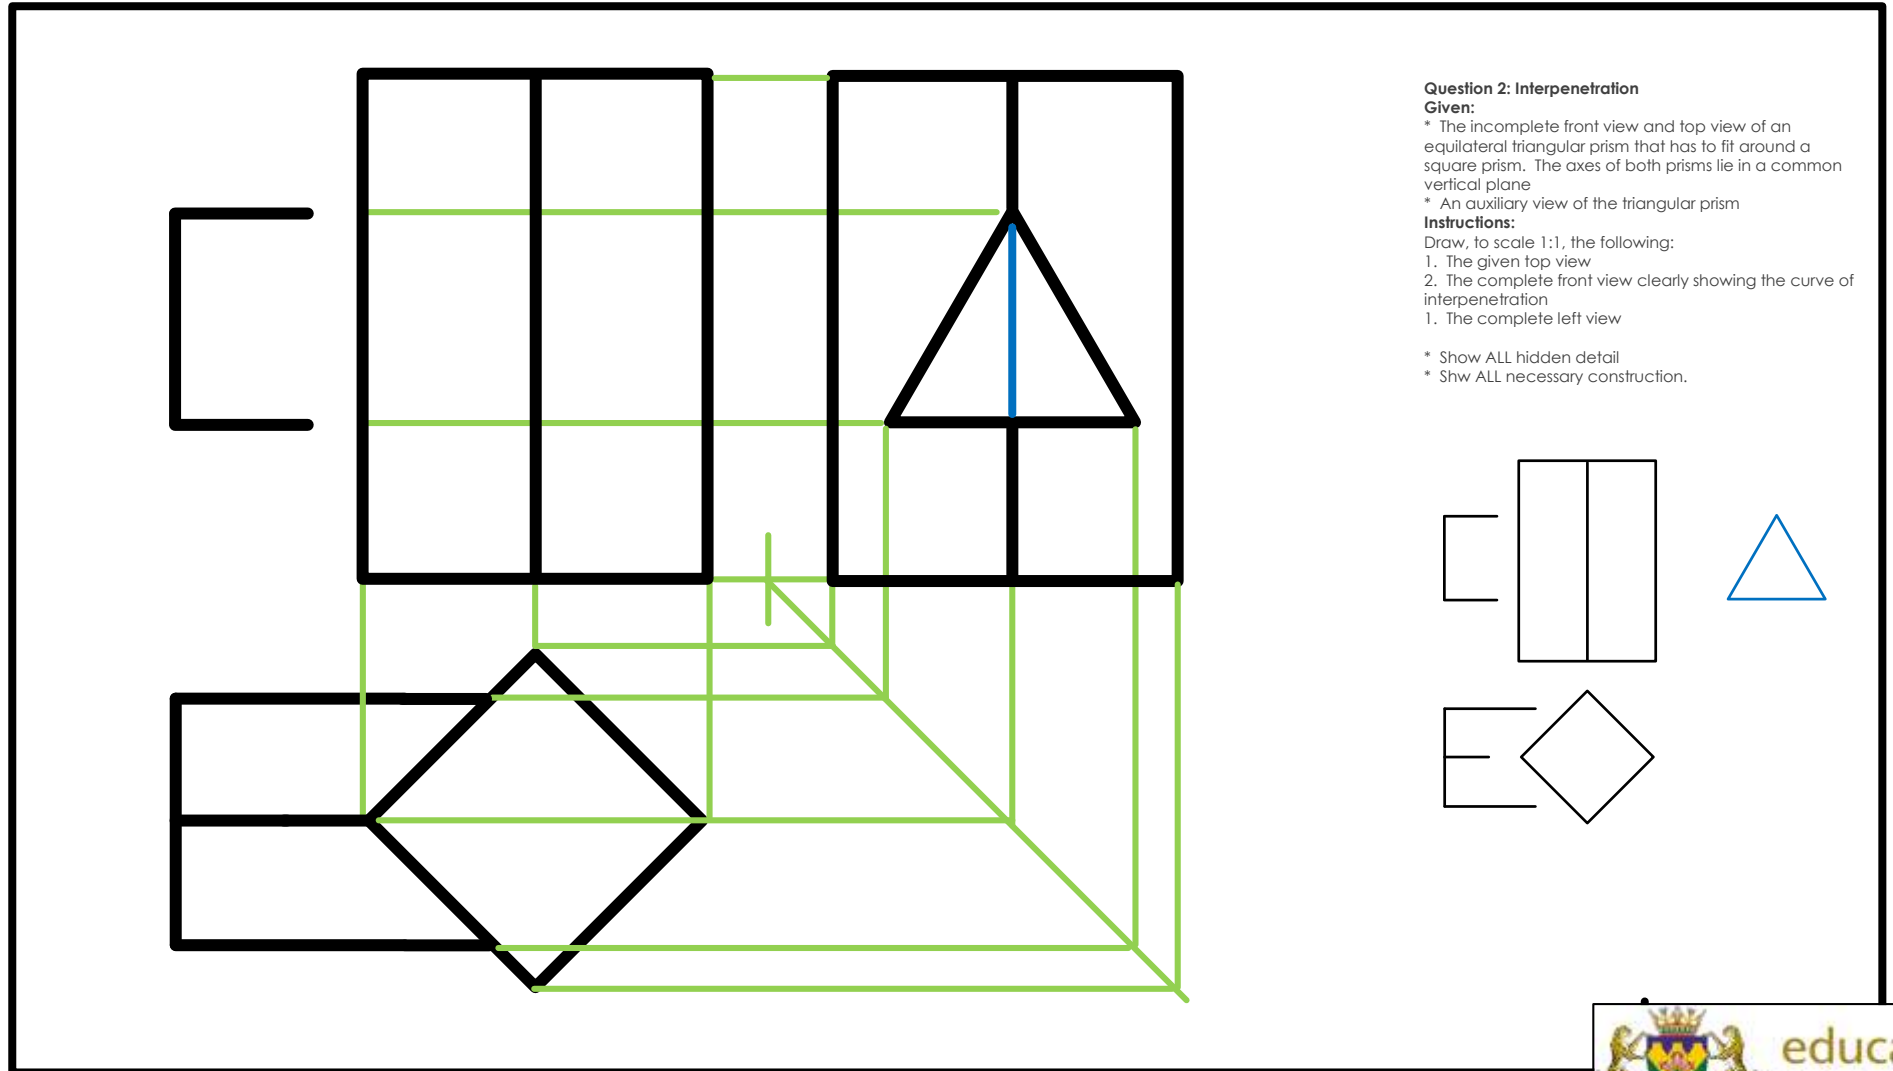 Question 2: Interpenetration
Given:
* The incomplete front view and top view of an
equilateral triangular prism that has to fit around a
square prism. The axes of both prisms lie in a common
vertical plane
* An auxiliary view of the triangular prism
Instructions:
Draw, to scale 1:1, the following:
1. The given top view
2. The complete front view clearly showing the curve of
interpenetration
1. The complete left view
* Show ALL hidden detail
* Shw ALL necessary construction.